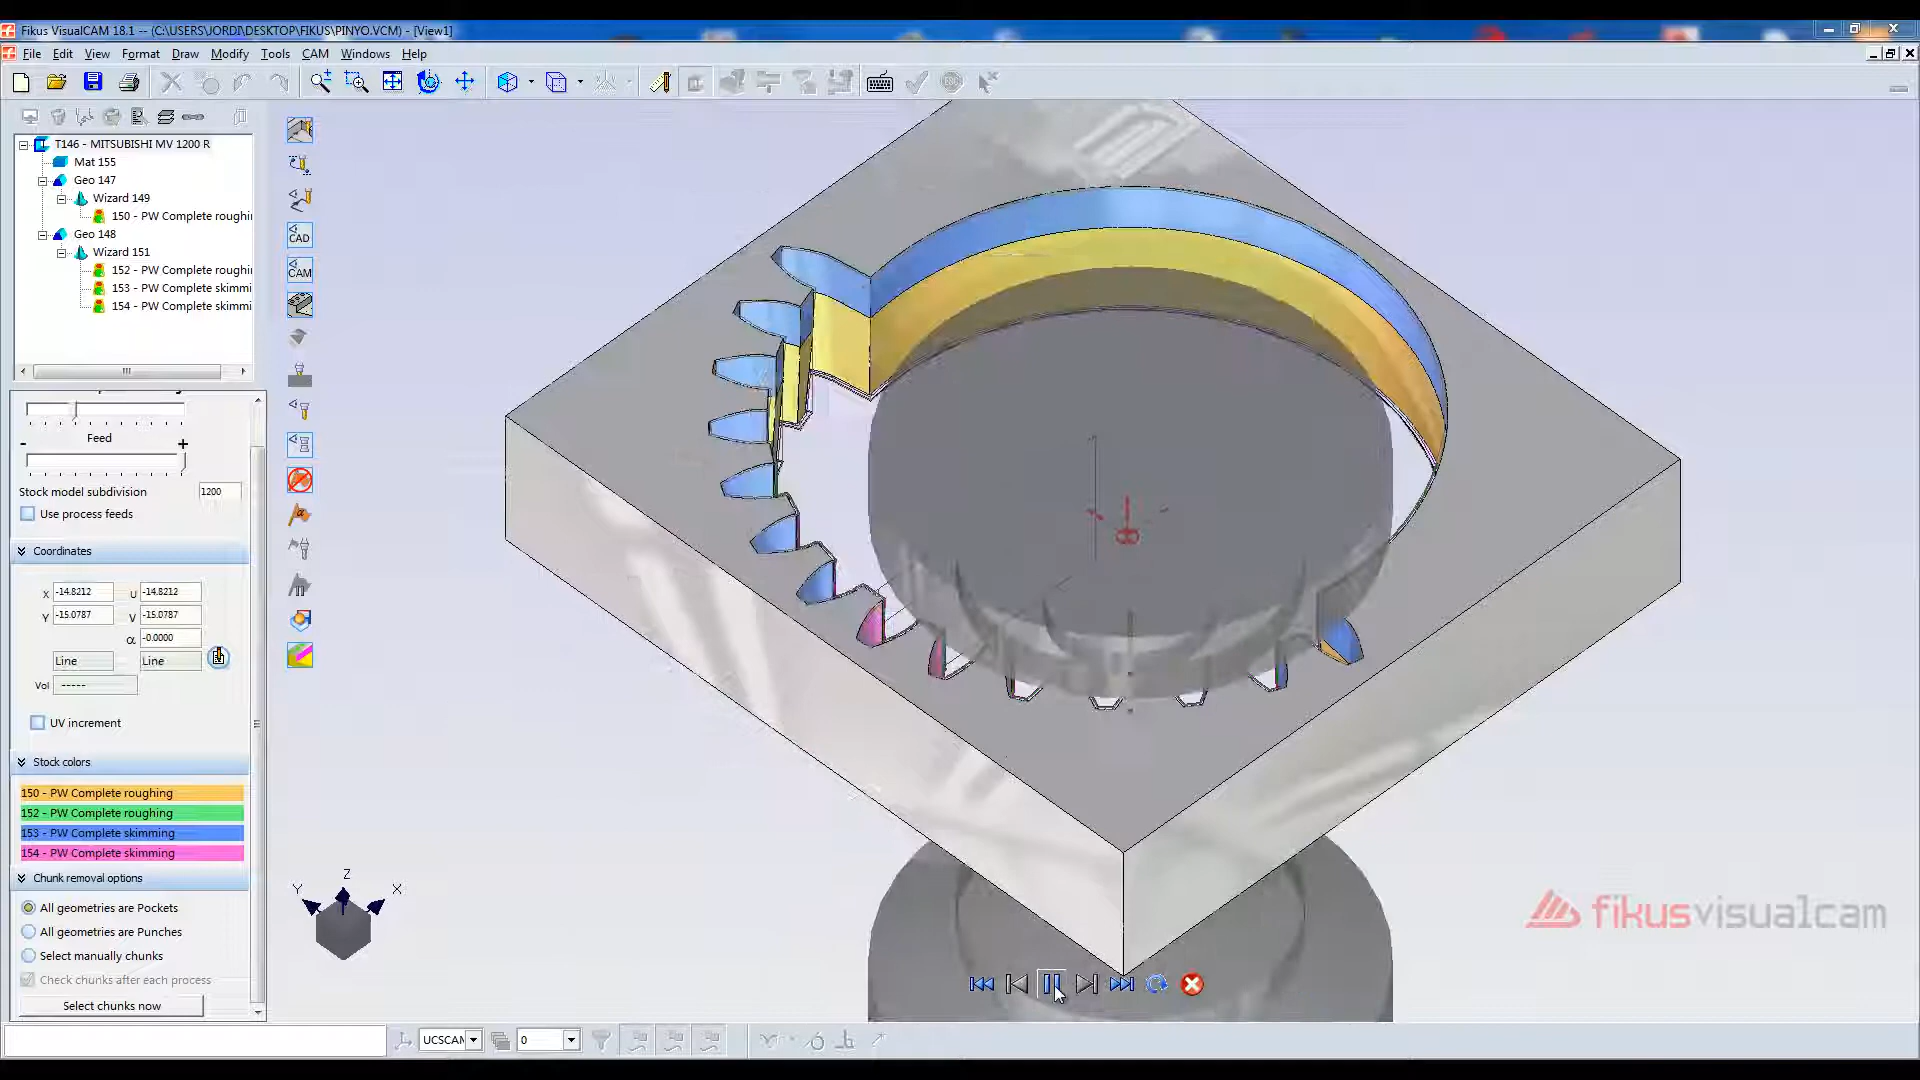 Fikus VisualCAM 18.1 -- (C:\USERS\JORDI\DESKTOP\FIKUS\PINYO.VCM) - [View1]
File Edit View Format Draw Modify Tools CAM Windows Help
T146 - MITSUBISHI MV 1200 R
Mat 155
Geo 147
Wizard 149
150 - PW Complete roughi
Geo 148
Wizard 151
152 - PW Complete roughi
153 - PW Complete skimmi
154 - PW Complete skimmi
CAD
CAM
Feed
- +
Stock model subdivision 1200
Use process feeds
Coordinates
X -14.8212 U -14.8212
Y -15.0787 V -15.0787
α -0.0000
Line Line
Vol -----
UV increment
Stock colors
150 - PW Complete roughing
152 - PW Complete roughing
153 - PW Complete skimming
154 - PW Complete skimming
Chunk removal options
All geometries are Pockets
All geometries are Punches
Select manually chunks
Check chunks after each process
Select chunks now
Z
Y X
fikusvisualcam
UCSCAM 0